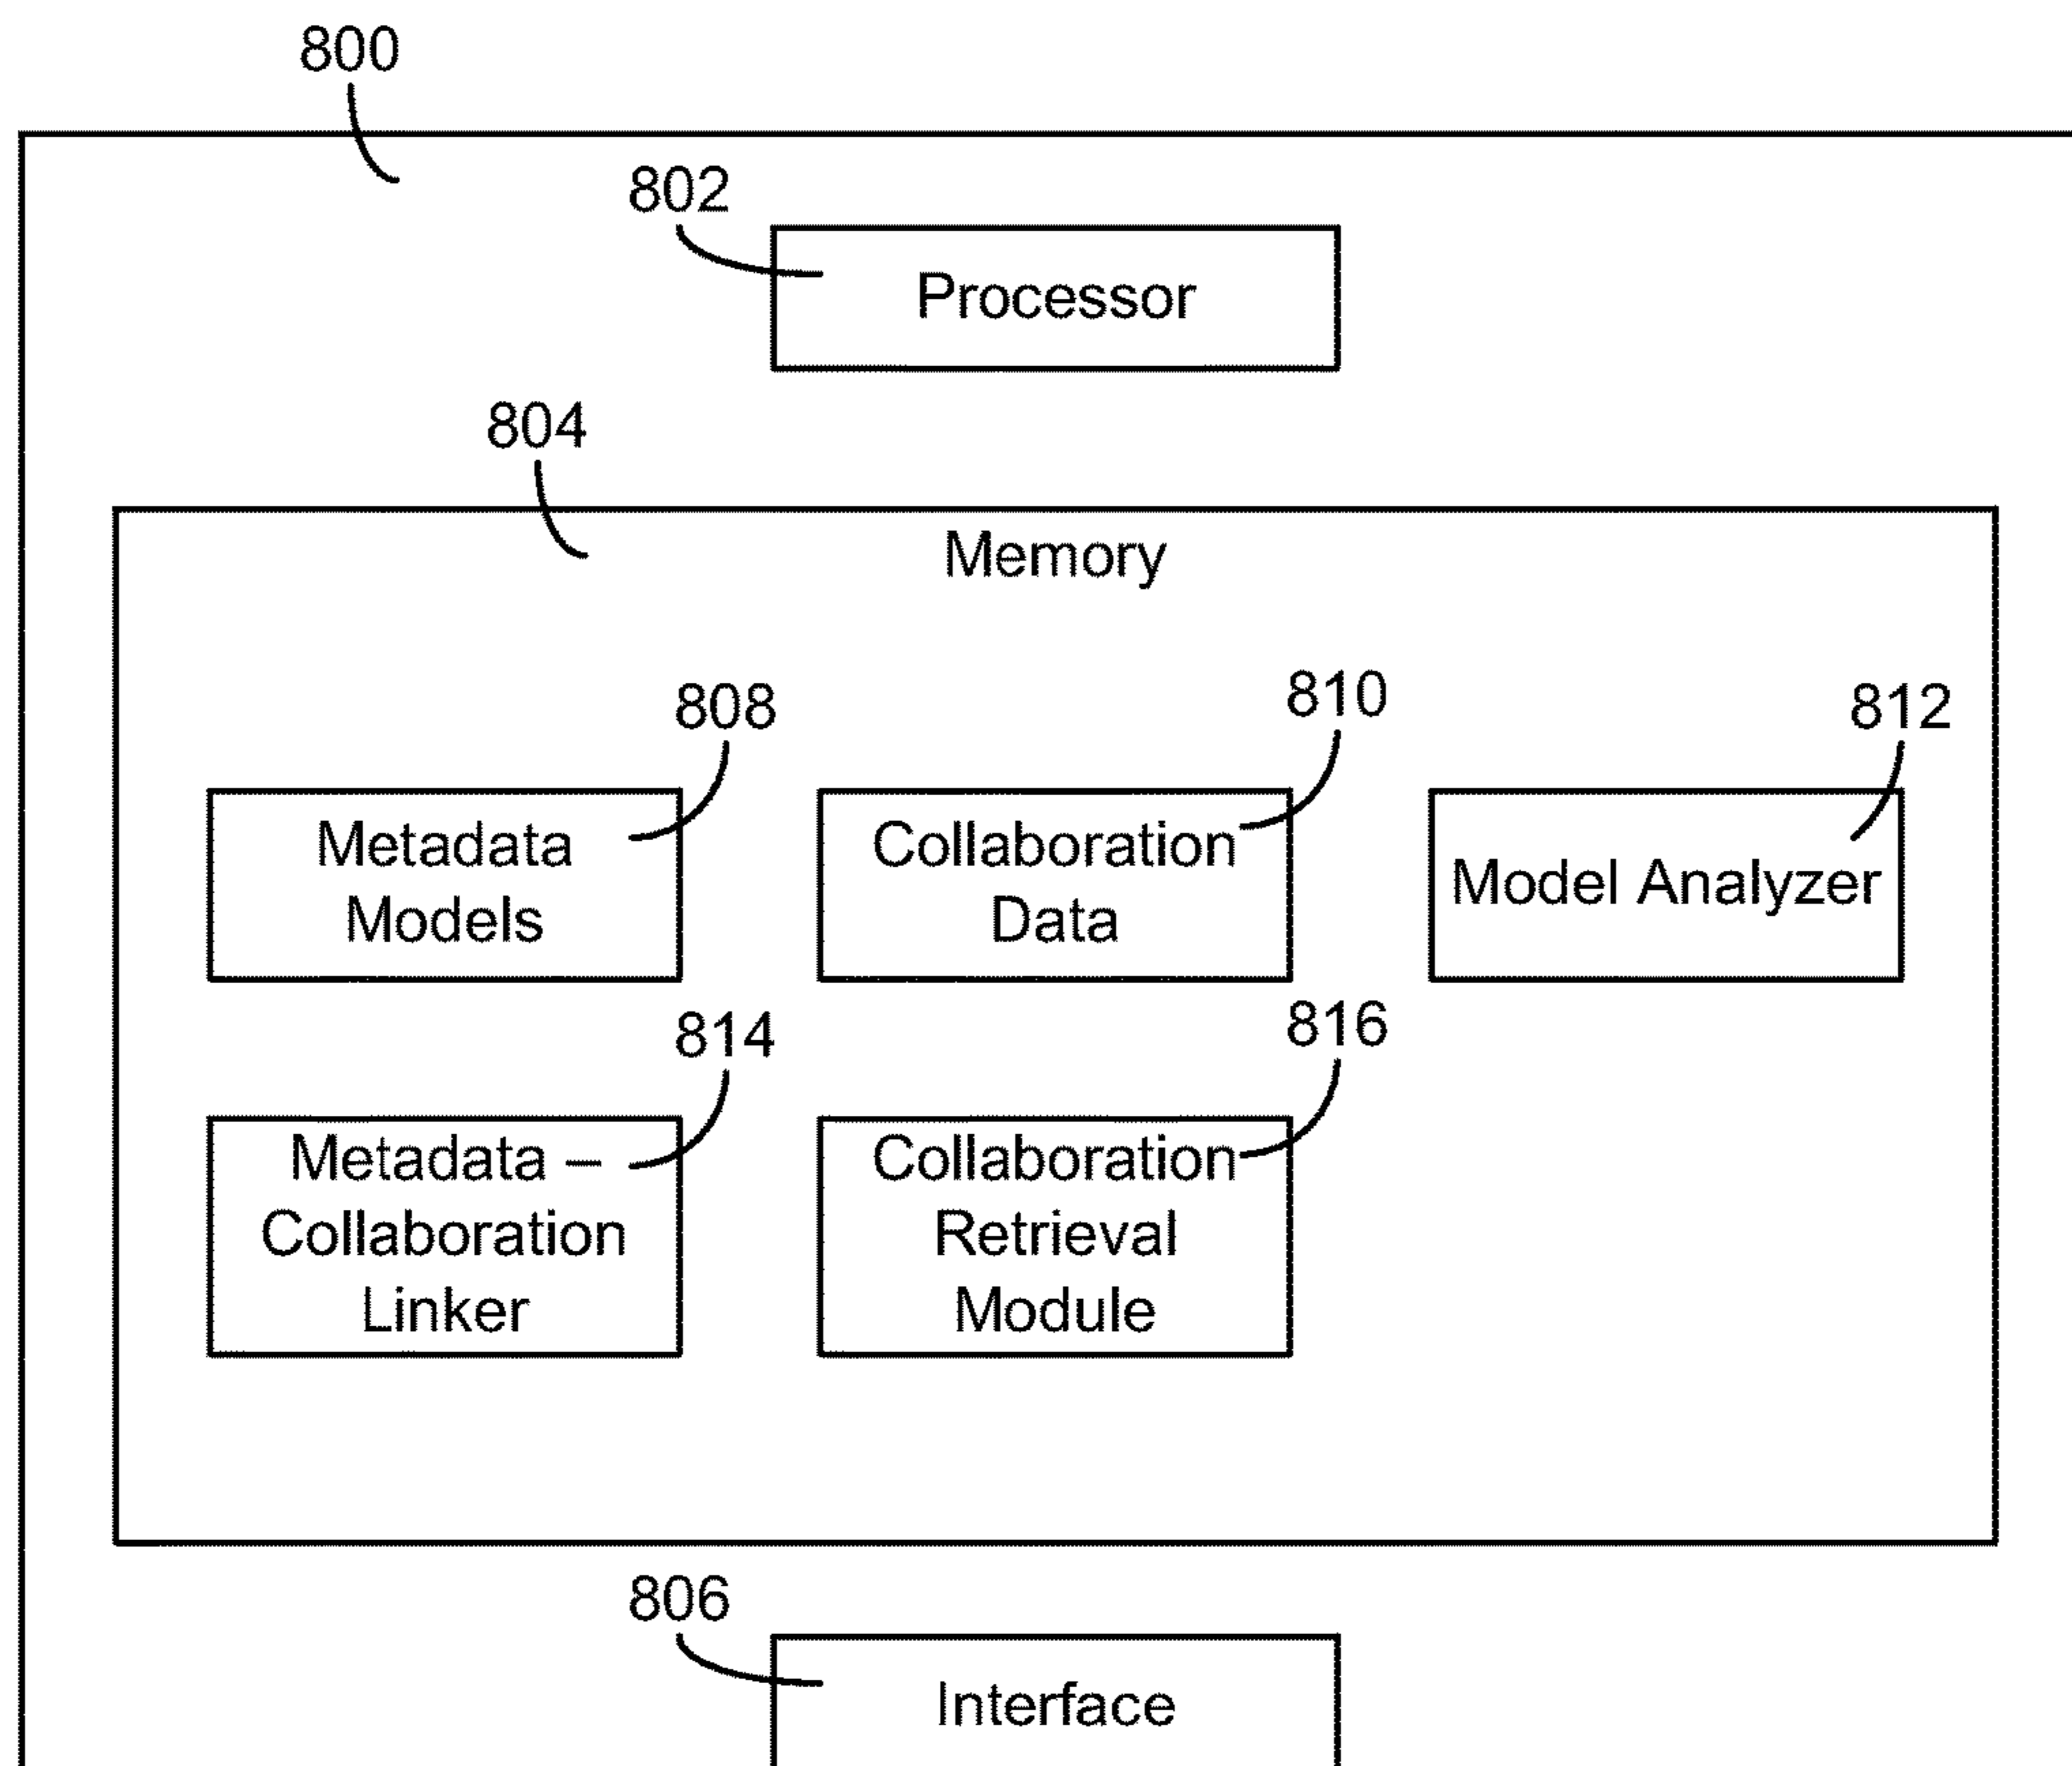 800
802
Processor
804
Memory
808
810
812
Metadata
Models
Collaboration
Data
Model Analyzer
814
816
Metadata –
Collaboration
Linker
Collaboration
Retrieval
Module
806
Interface